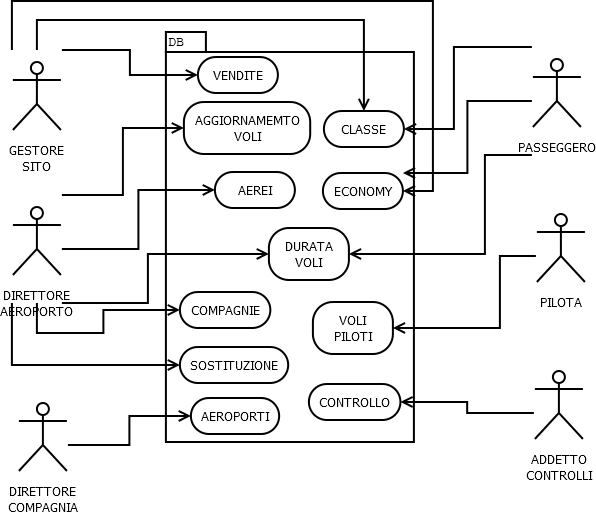 DB
VENDITE
AGGIORNAMEMTO
VOLI
CLASSE
GESTORE
SITO
PASSEGGERO
AEREI
ECONOMY
DURATA
VOLI
DIRETTORE
AEROPORTO
COMPAGNIE
VOLI
PILOTI
PILOTA
SOSTITUZIONE
CONTROLLO
AEROPORTI
DIRETTORE
COMPAGNIA
ADDETTO
CONTROLLI